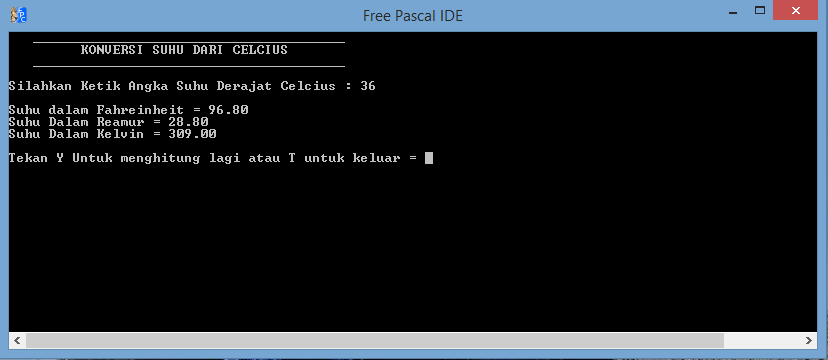 Free Pascal IDE
KONVERSI SUHU DARI CELCIUS
Silahkan Ketik Angka Suhu Derajat Celcius : 36
Suhu dalam Fahreinheit = 96.80
Suhu Dalam Reamur = 28.80
Suhu Dalam Kelvin = 309.00
Tekan Y Untuk menghitung lagi atau T untuk keluar =